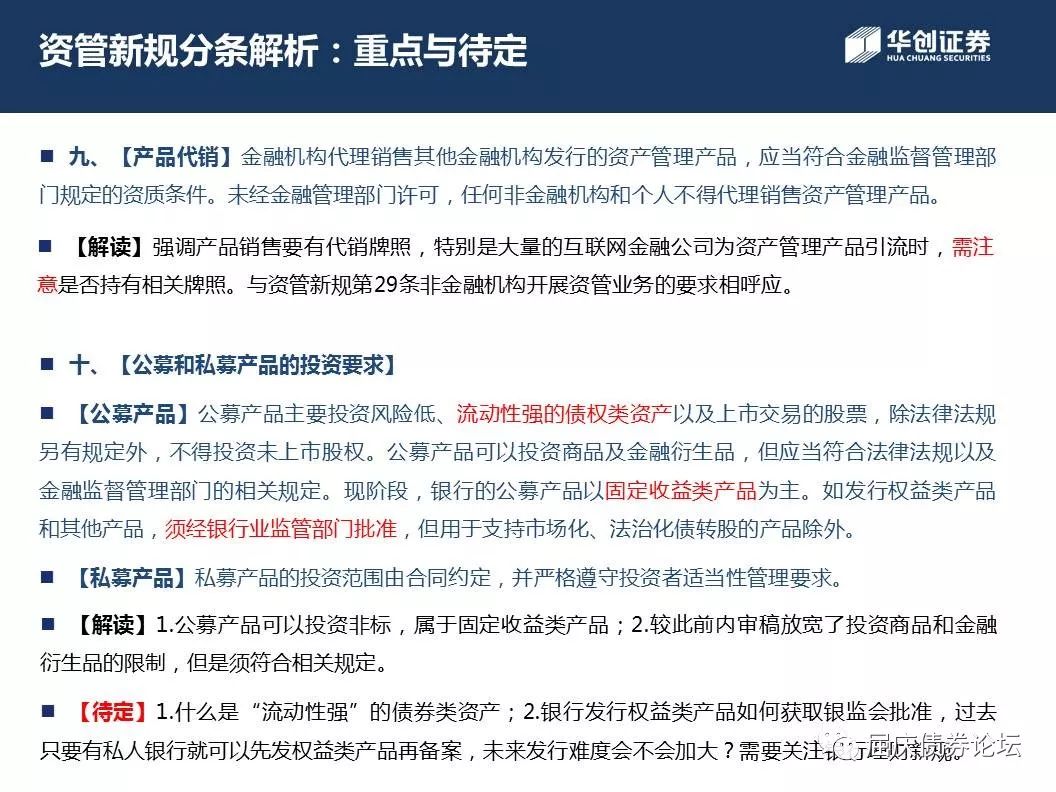 资管新规分条解析：重点与待定
华创证券
HUA CHUANG SECURITIES
■ 九、【产品代销】金融机构代理销售其他金融机构发行的资产管理产品，应当符合金融监督管理部
门规定的资质条件。未经金融管理部门许可，任何非金融机构和个人不得代理销售资产管理产品。
■ 【解读】强调产品销售要有代销牌照，特别是大量的互联网金融公司为资产管理产品引流时，需注
意是否持有相关牌照。与资管新规第29条非金融机构开展资管业务的要求相呼应。
■ 十、【公募和私募产品的投资要求】
■ 【公募产品】公募产品主要投资风险低、流动性强的债权类资产以及上市交易的股票，除法律法规
另有规定外，不得投资未上市股权。公募产品可以投资商品及金融衍生品，但应当符合法律法规以及
金融监督管理部门的相关规定。现阶段，银行的公募产品以固定收益类产品为主。如发行权益类产品
和其他产品，须经银行业监管部门批准，但用于支持市场化、法治化债转股的产品除外。
■ 【私募产品】私募产品的投资范围由合同约定，并严格遵守投资者适当性管理要求。
■ 【解读】1.公募产品可以投资非标，属于固定收益类产品；2.较此前内审稿放宽了投资商品和金融
衍生品的限制，但是须符合相关规定。
■ 【待定】1.什么是“流动性强”的债券类资产；2.银行发行权益类产品如何获取银监会批准，过去
只要有私人银行就可以先发权益类产品再备案，未来发行难度会不会加大？需要关注银行理财新规。
屈庆债券论坛